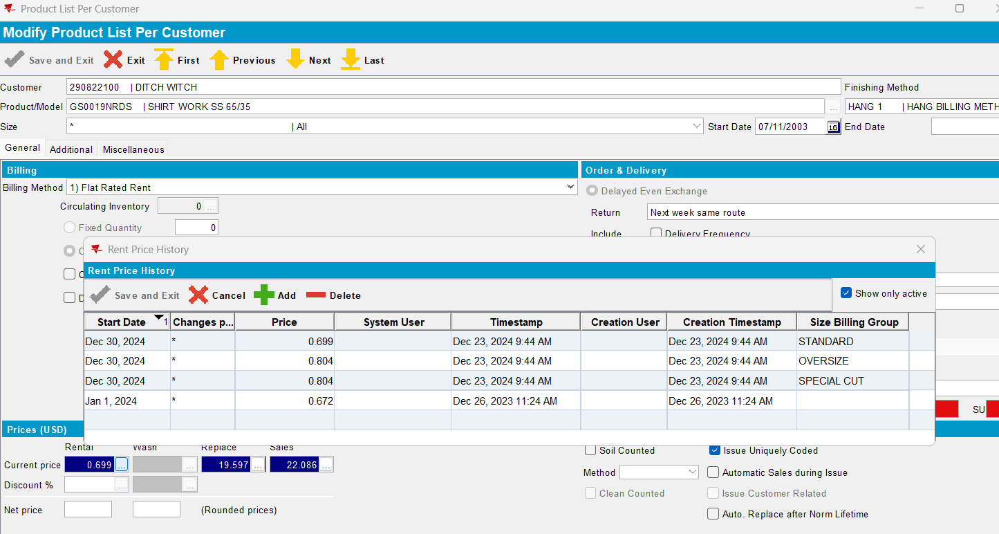 Product List Per Customer
Modify Product List Per Customer
Save and Exit Exit First Previous Next Last
Customer 290822100 | DITCH WITCH Finishing Method
Product/Model GS0019NRDS | SHIRT WORK SS 65/35 ... HANG 1 | HANG BILLING METH
Size * | All Start Date 07/11/2003 16 End Date
General Additional Miscellaneous
Billing Order & Delivery
Billing Method 1) Flat Rated Rent Delayed Even Exchange
Circulating Inventory 0 ... Return Next week same route
Fixed Quantity 0 Include Delivery Frequency
Rent Price History
Rent Price History
Save and Exit Cancel Add Delete Show only active
Start Date 1 Changes p... Price System User Timestamp Creation User Creation Timestamp Size Billing Group
Dec 30, 2024 * 0.699 Dec 23, 2024 9:44 AM Dec 23, 2024 9:44 AM STANDARD
Dec 30, 2024 * 0.804 Dec 23, 2024 9:44 AM Dec 23, 2024 9:44 AM OVERSIZE
Dec 30, 2024 * 0.804 Dec 23, 2024 9:44 AM Dec 23, 2024 9:44 AM SPECIAL CUT
Jan 1, 2024 * 0.672 Dec 26, 2023 11:24 AM Dec 26, 2023 11:24 AM
SU
Prices (USD)
Rental Wash Replace Sales Soil Counted Issue Uniquely Coded
Current price 0.699 ... ... 19.597 ... 22.086 ... Method Automatic Sales during Issue
Discount % ... ... Clean Counted Issue Customer Related
Net price (Rounded prices) Auto. Replace after Norm Lifetime